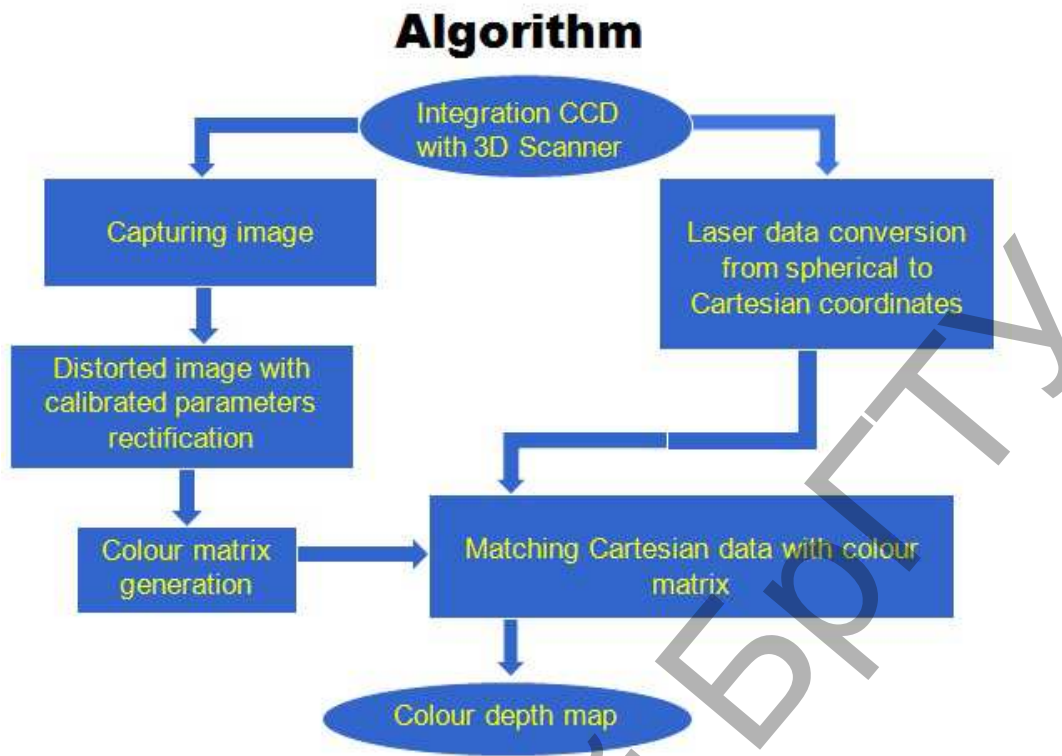 Algorithm
Integration CCD
with 3D Scanner
Capturing image
Laser data conversion
from spherical to
Cartesian coordinates
Distorted image with
calibrated parameters
rectification
Colour matrix
generation
Matching Cartesian data with colour
matrix
Colour depth map
БрГТУ